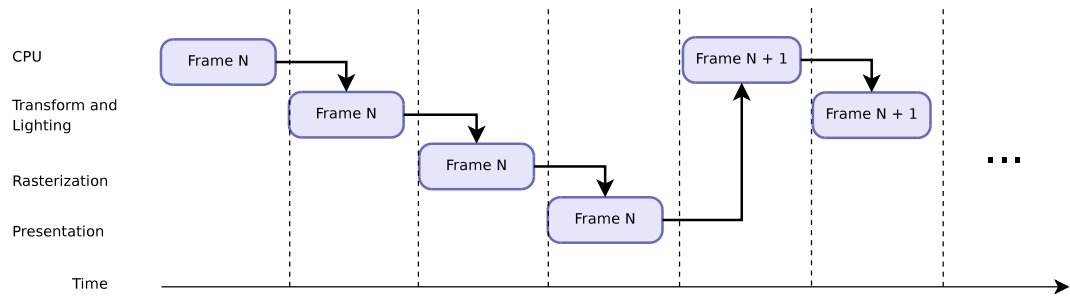 CPU
Frame N
Frame N + 1
Transform and
Lighting
Frame N
Frame N + 1
Rasterization
Frame N
Presentation
Frame N
...
Time